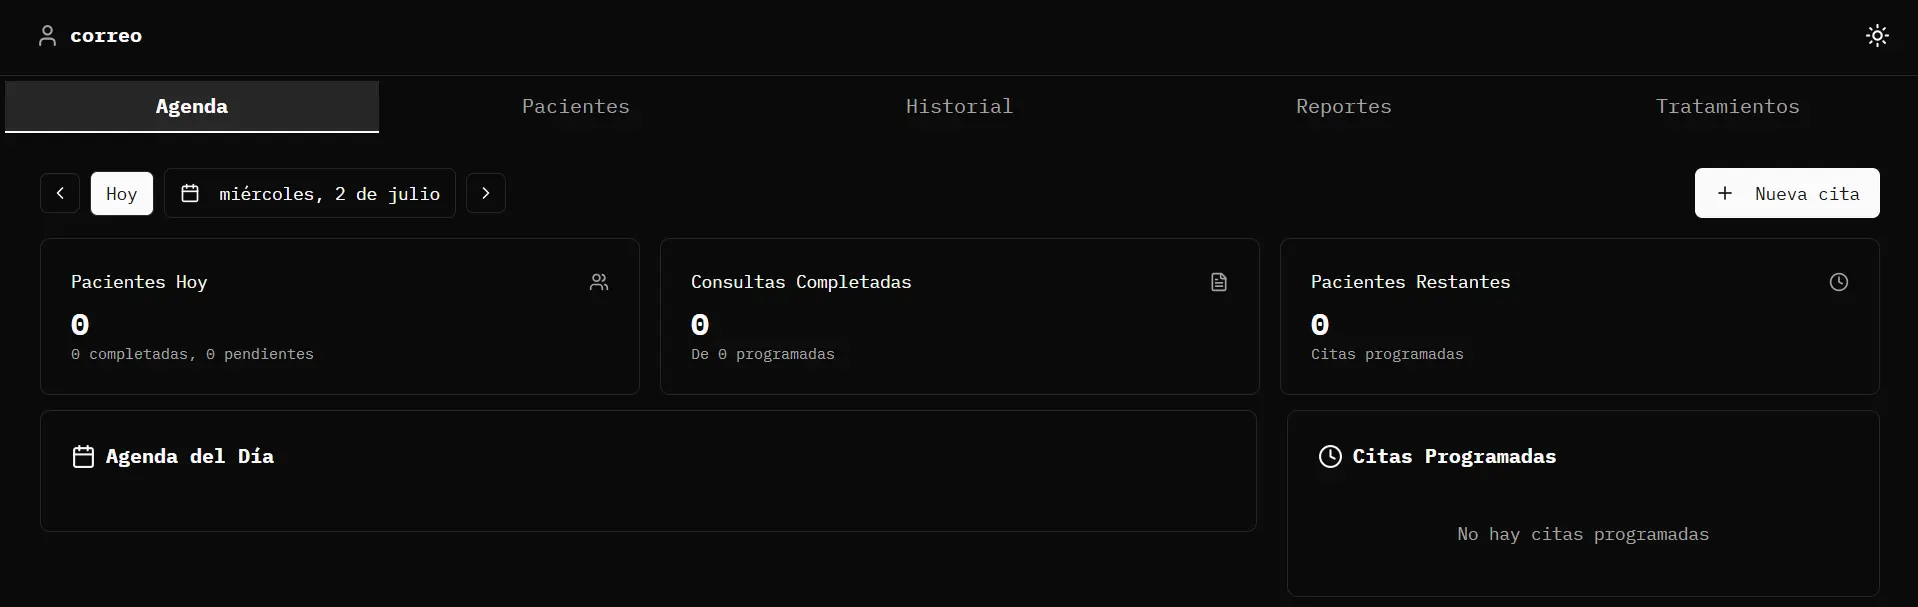 correo
Agenda Pacientes Historial Reportes Tratamientos
Hoy miércoles, 2 de julio Nueva cita
Pacientes Hoy
0
0 completadas, 0 pendientes
Consultas Completadas
0
De 0 programadas
Pacientes Restantes
0
Citas programadas
Agenda del Día
Citas Programadas
No hay citas programadas